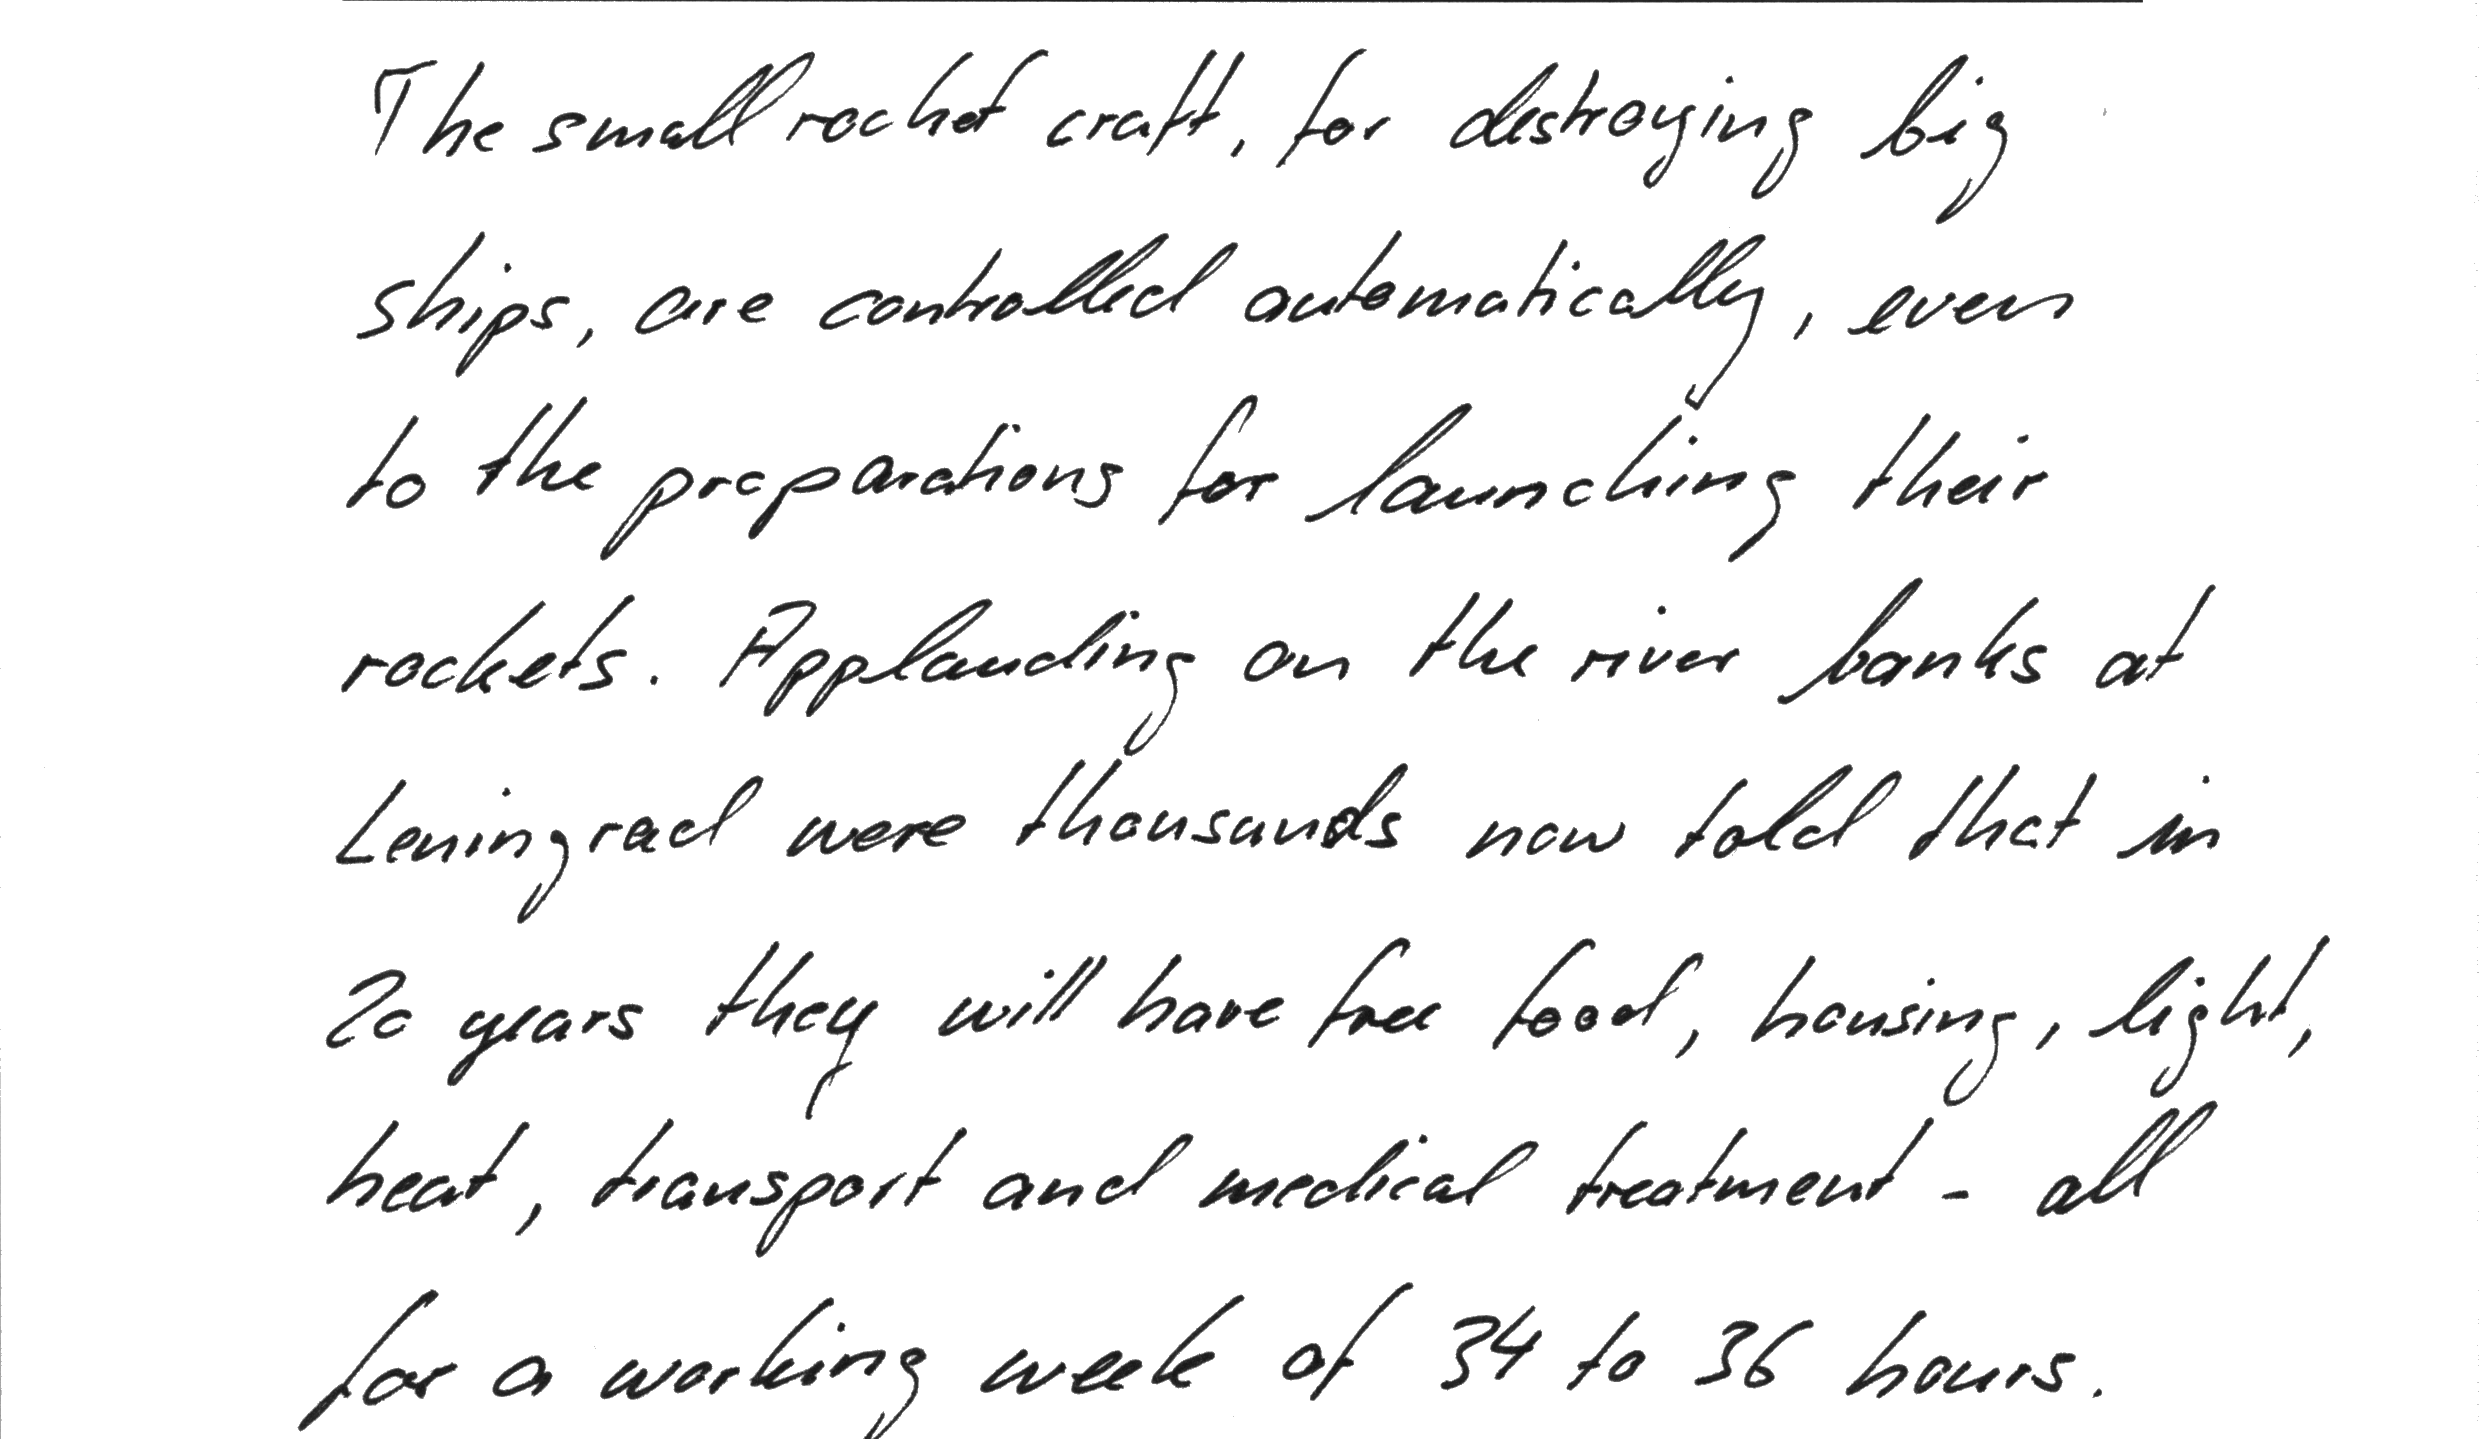 The small rocket craft, for destroying big
ships, are controlled automatically, even
to the preparations for launching their
rockets. Applauding on the river banks at
Leningrad were thousands now told that in
20 years they will have free food, housing, light,
heat, transport and medical treatment - all
for a working week of 34 to 36 hours.